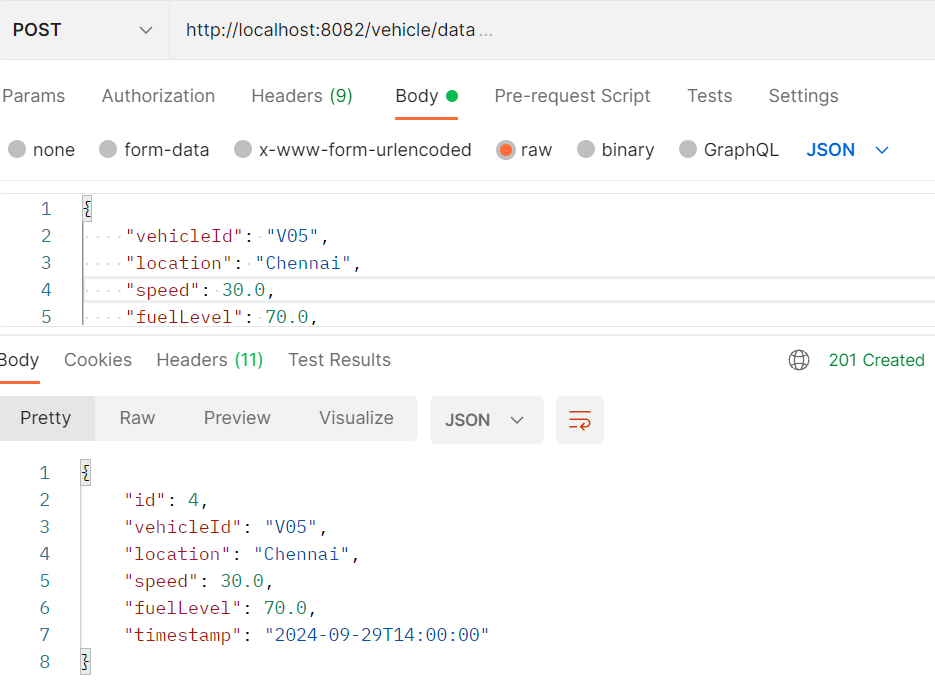 POST http://localhost:8082/vehicle/data ...
Params Authorization Headers (9) Body Pre-request Script Tests Settings
none form-data x-www-form-urlencoded raw binary GraphQL JSON
1 {
2 "vehicleId": "V05",
3 "location": "Chennai",
4 "speed": 30.0,
5 "fuelLevel": 70.0,
Body Cookies Headers (11) Test Results 201 Created
Pretty Raw Preview Visualize JSON
1 {
2 "id": 4,
3 "vehicleId": "V05",
4 "location": "Chennai",
5 "speed": 30.0,
6 "fuelLevel": 70.0,
7 "timestamp": "2024-09-29T14:00:00"
8 }